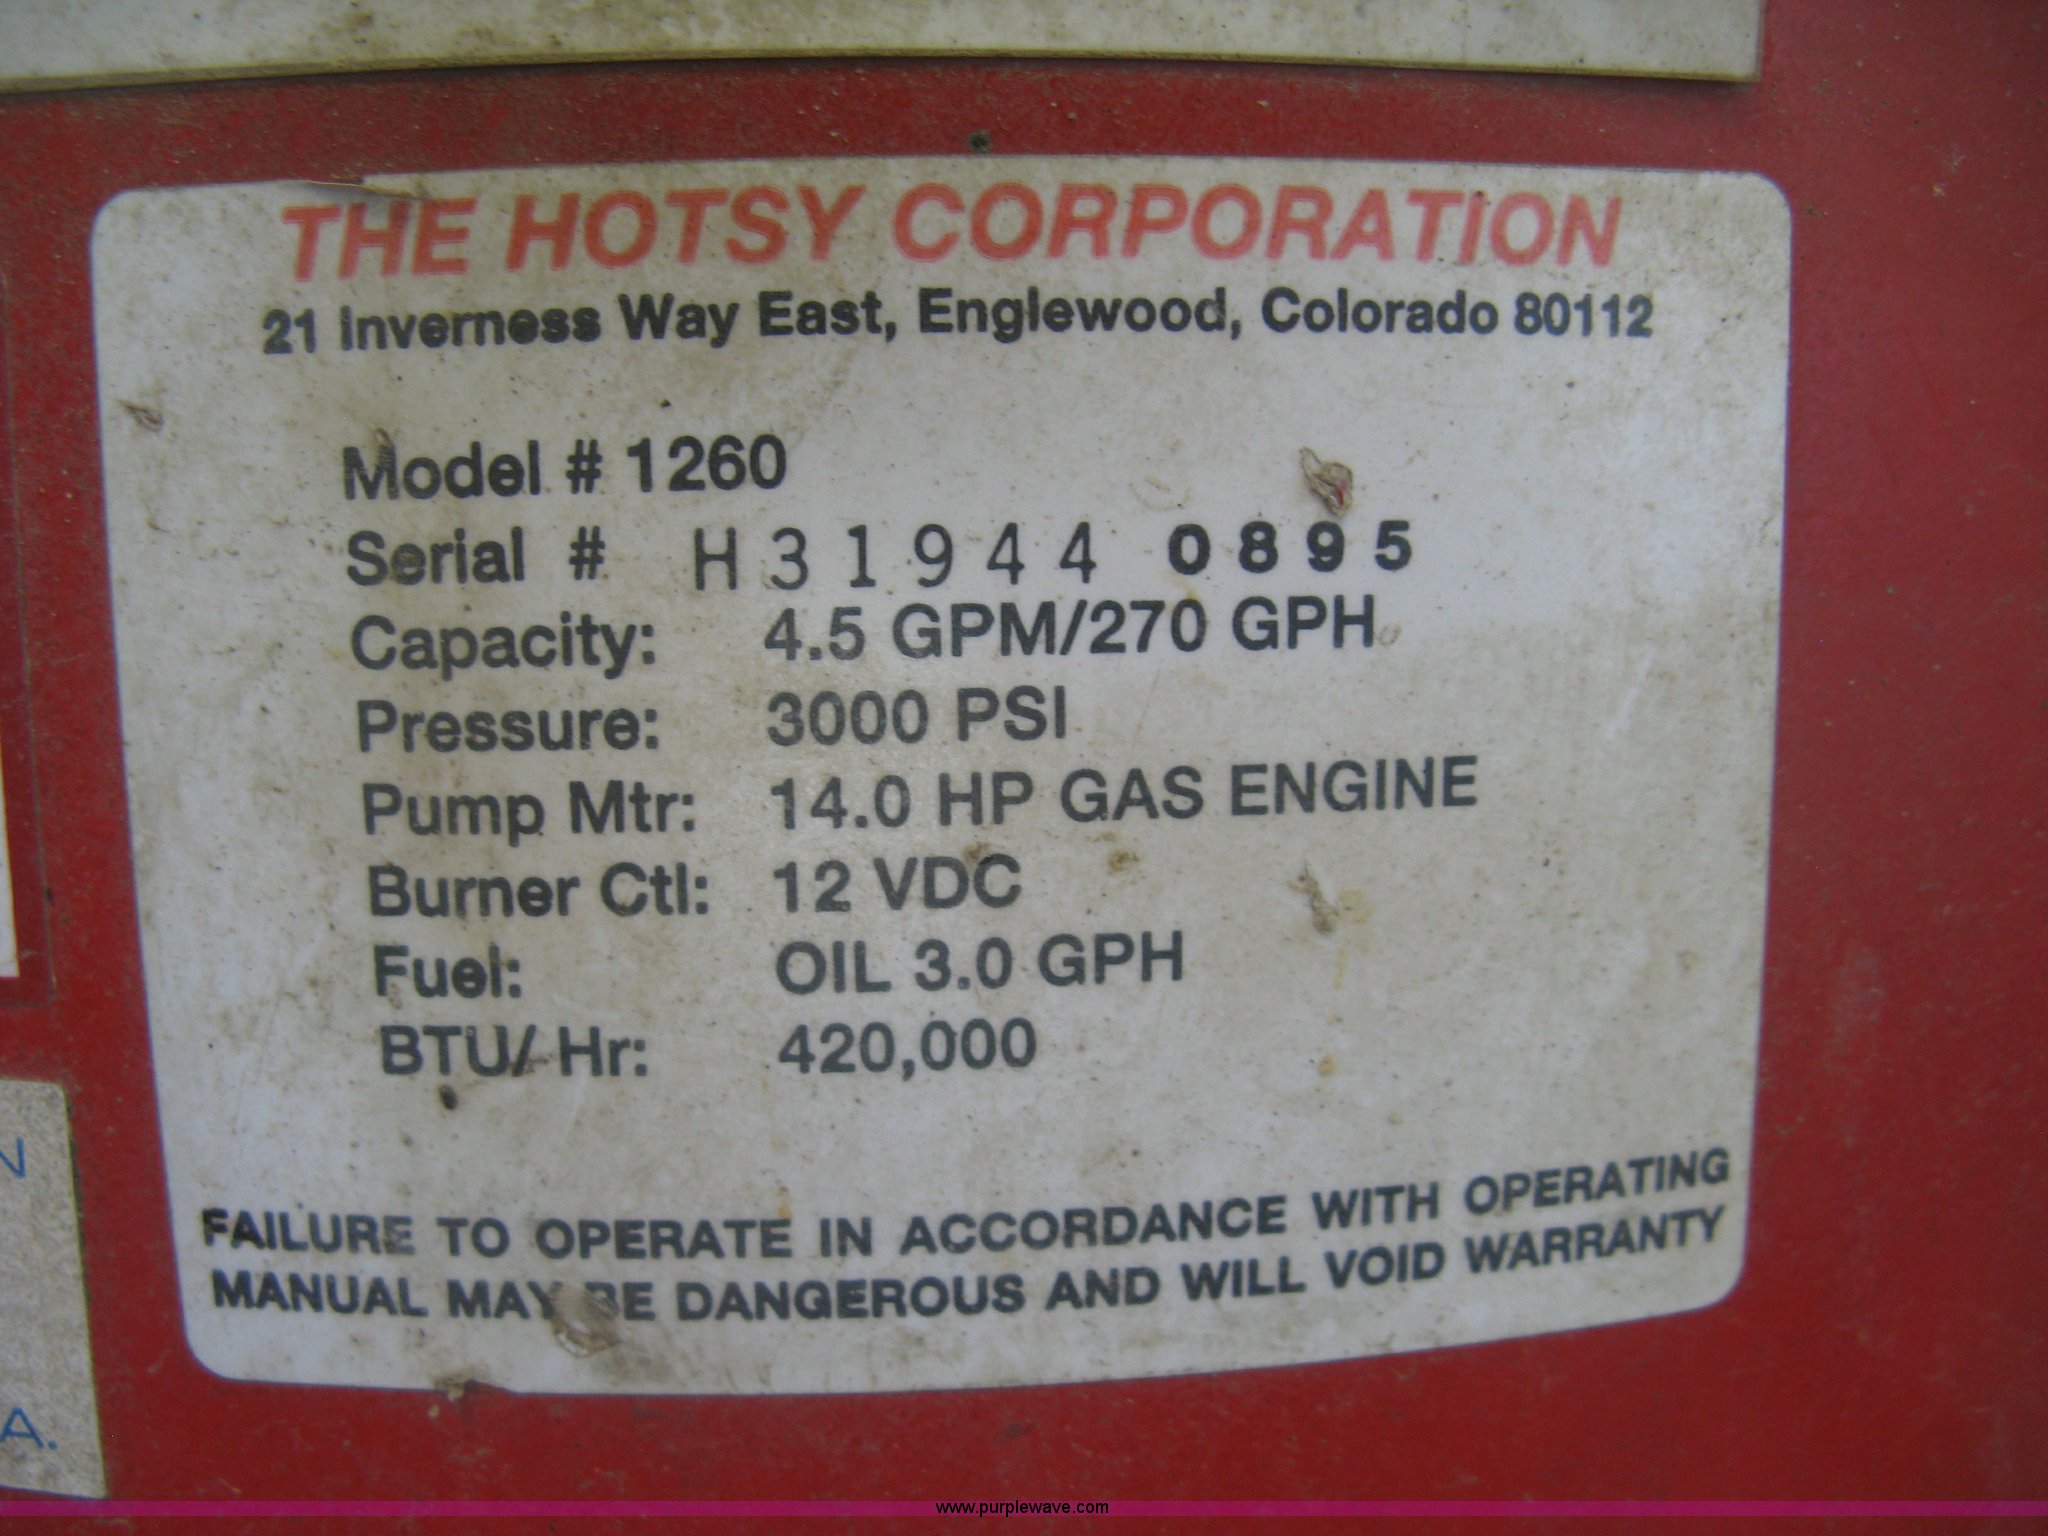 THE HOTSY CORPORATION
21 Inverness Way East, Englewood, Colorado 80112
Model # 1260
Serial # H31944 0895
Capacity: 4.5 GPM/270 GPH
Pressure: 3000 PSI
Pump Mtr: 14.0 HP GAS ENGINE
Burner Ctl: 12 VDC
Fuel: OIL 3.0 GPH
BTU/ Hr: 420,000
FAILURE TO OPERATE IN ACCORDANCE WITH OPERATING
MANUAL MAY BE DANGEROUS AND WILL VOID WARRANTY
N
A.
www.purplewave.com